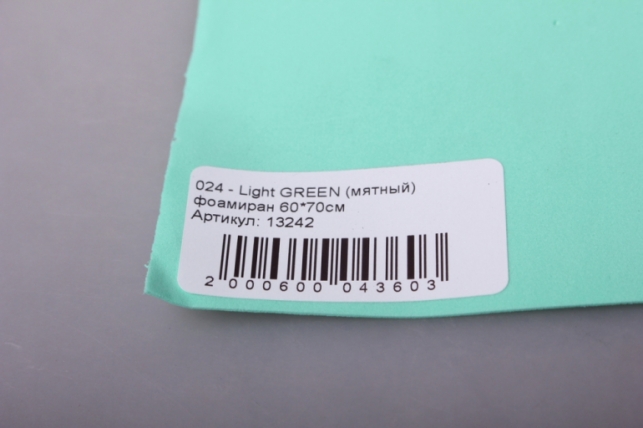 024 - Light GREEN (мятный)
фоамиран 60*70см
Артикул: 13242
2 000600 043603